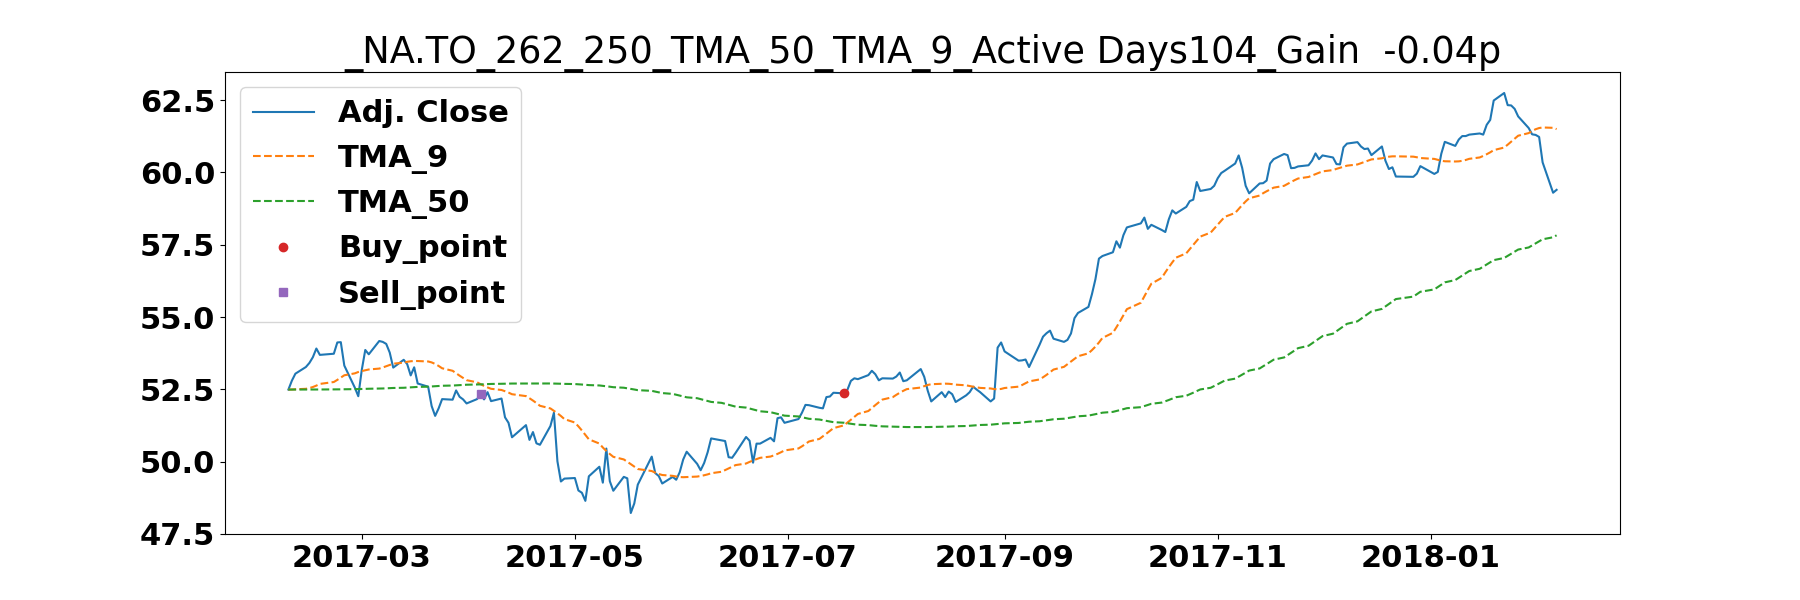 _NA.TO_262_250_TMA_50_TMA_9_Active Days104_Gain  -0.04p
Adj. Close
TMA_9
TMA_50
Buy_point
Sell_point
62.5
60.0
57.5
55.0
52.5
50.0
47.5
2017-03 2017-05 2017-07 2017-09 2017-11 2018-01